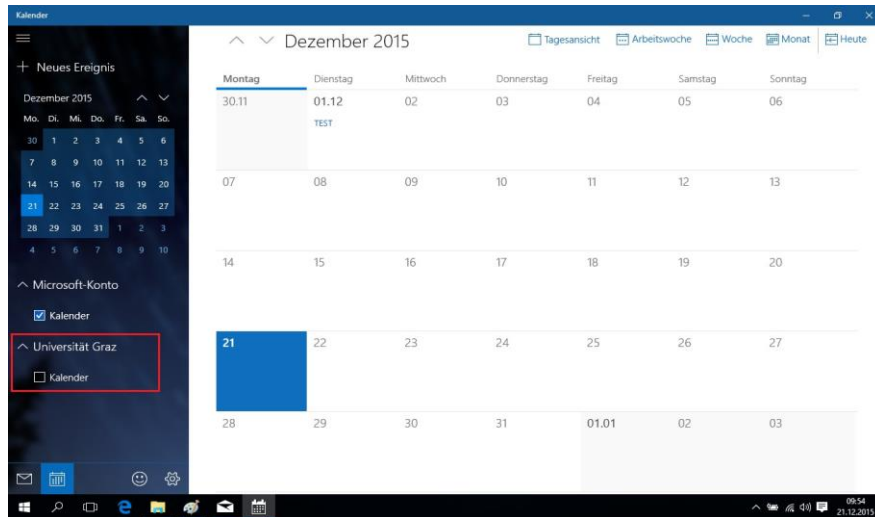 Kalender
Neues Ereignis
Dezember 2015
Mo. Di. Mi. Do. Fr. Sa. So.
30 1 2 3 4 5 6
7 8 9 10 11 12 13
14 15 16 17 18 19 20
21 22 23 24 25 26 27
28 29 30 31 1 2 3
4 5 6 7 8 9 10
Microsoft-Konto
Kalender
Universität Graz
Kalender
Dezember 2015
Tagesansicht Arbeitswoche Woche Monat Heute
Montag Dienstag Mittwoch Donnerstag Freitag Samstag Sonntag
30.11 01.12 02 03 04 05 06
TEST
07 08 09 10 11 12 13
14 15 16 17 18 19 20
21 22 23 24 25 26 27
28 29 30 31 01.01 02 03
09:54
21.12.2015